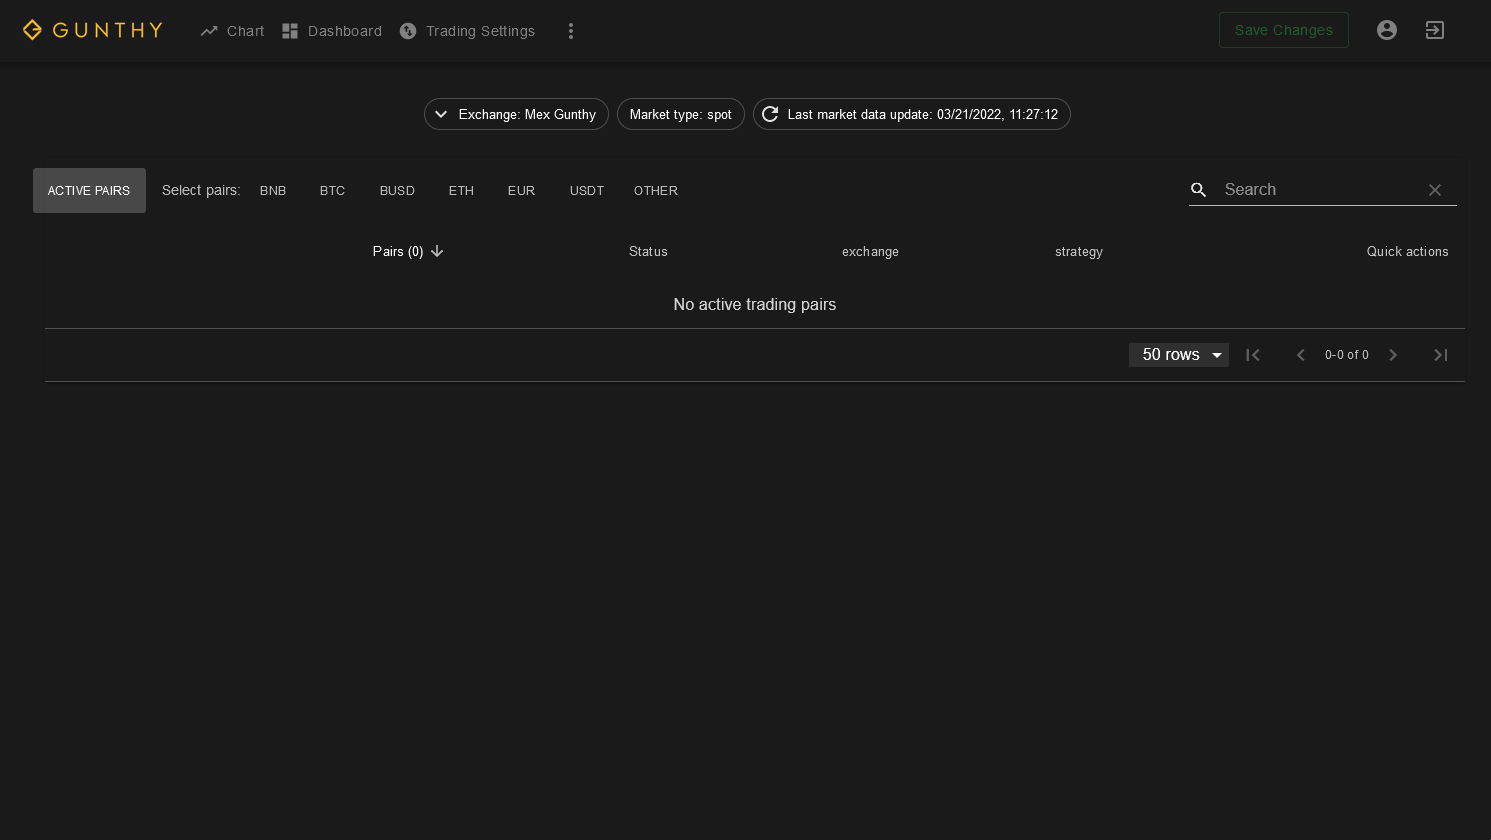 GUNTHY Chart Dashboard Trading Settings Save Changes
Exchange: Mex Gunthy Market type: spot Last market data update: 03/21/2022, 11:27:12
ACTIVE PAIRS Select pairs: BNB BTC BUSD ETH EUR USDT OTHER Search
Pairs (0) Status exchange strategy Quick actions
No active trading pairs
50 rows 0-0 of 0